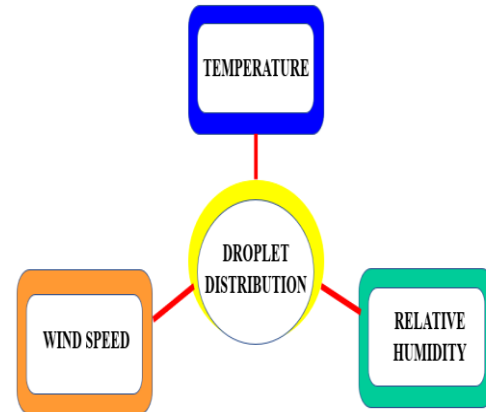 TEMPERATURE
DROPLET
DISTRIBUTION
WIND SPEED
RELATIVE
HUMIDITY